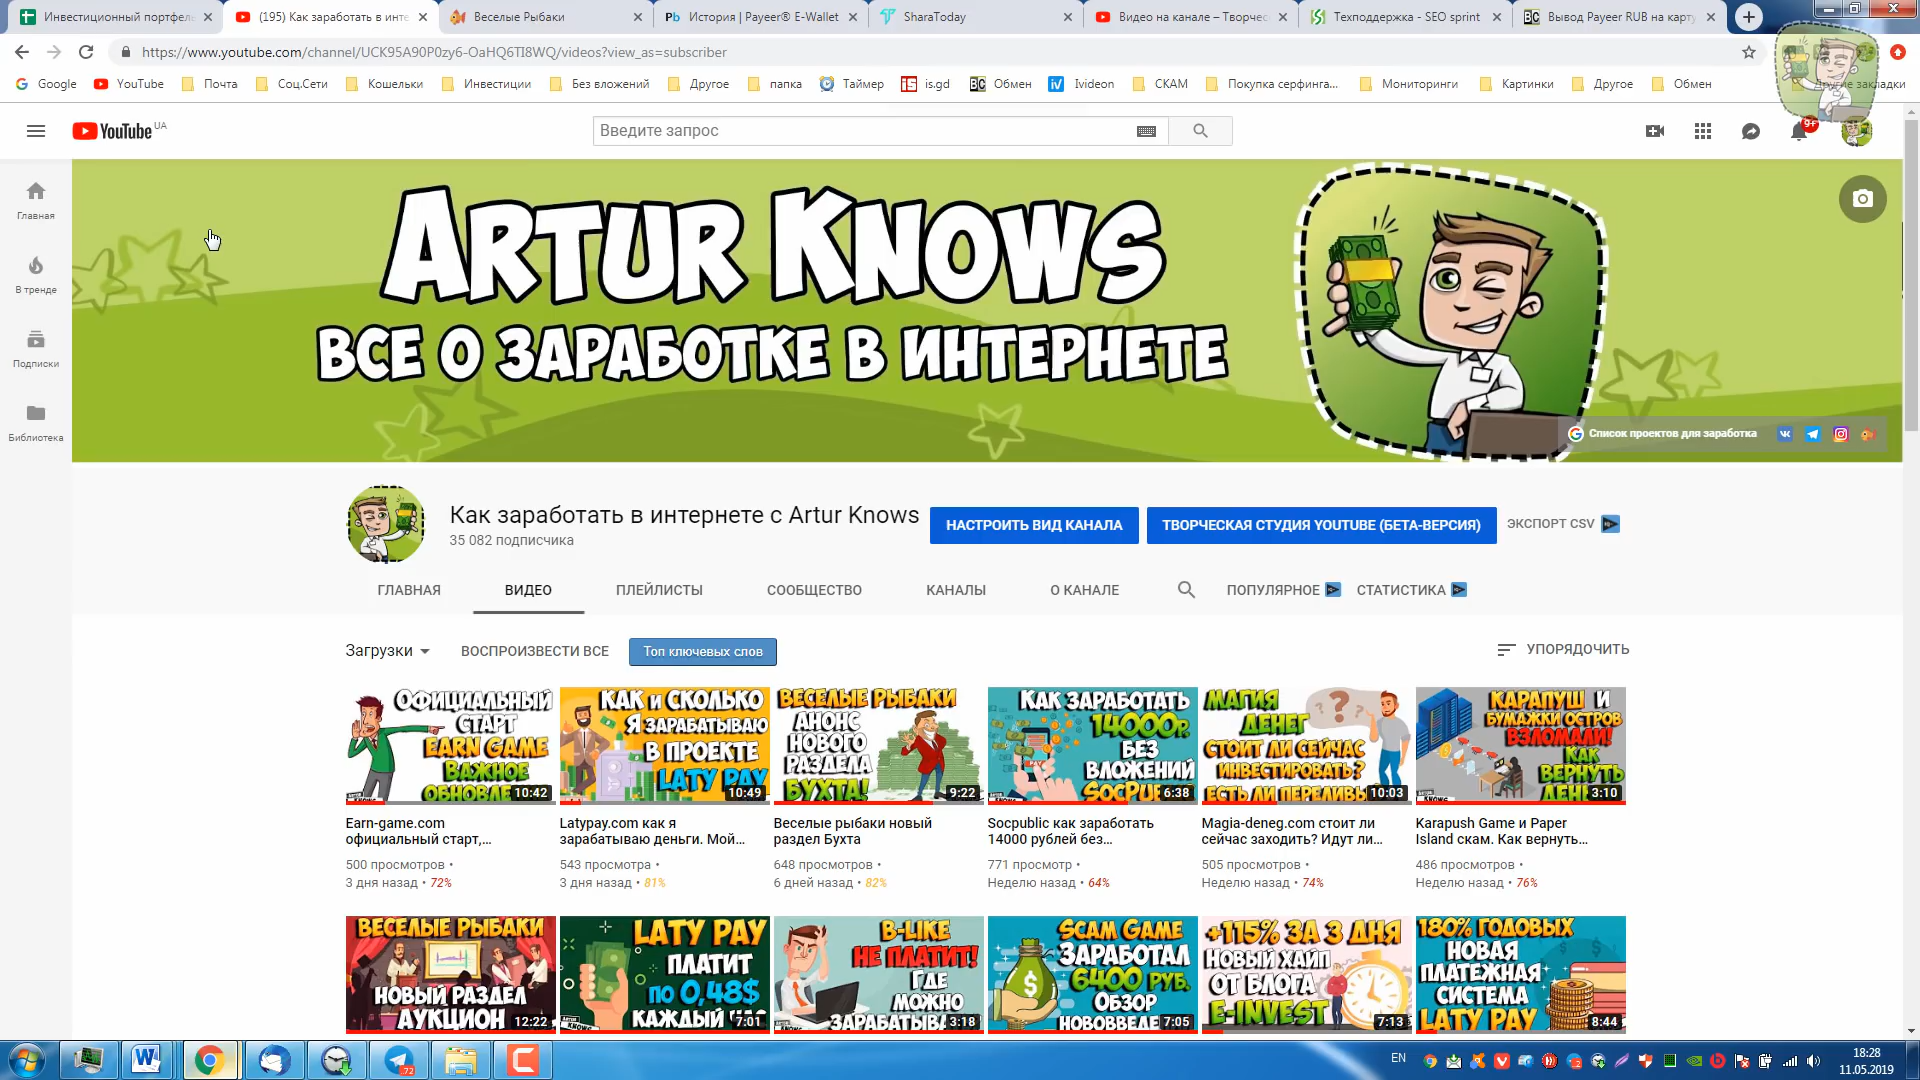 Инвестиционный портфел
(195) Как заработать в инте
Веселые Рыбаки
История | Payeer® E-Wallet
SharaToday
Видео на канале – Творчес
Техподдержка - SEO sprint
Вывод Payeer RUB на карту
https://www.youtube.com/channel/UCK95A90P0zy6-OaHQ6TI8WQ/videos?view_as=subscriber
Google
YouTube
Почта
Соц.Сети
Кошельки
Инвестиции
Без вложений
Другое
папка
Таймер
is.gd
Обмен
Ivideon
СКАМ
Покупка серфинга...
Мониторинги
Картинки
Другое
Обмен
Другие закладки
YouTube UA
Введите запрос
9+
Главная
В тренде
Подписки
Библиотека
ARTUR KNOWS
ВСЕ О ЗАРАБОТКЕ В ИНТЕРНЕТЕ
Список проектов для заработка
Как заработать в интернете с Artur Knows
35 082 подписчика
НАСТРОИТЬ ВИД КАНАЛА
ТВОРЧЕСКАЯ СТУДИЯ YOUTUBE (БЕТА-ВЕРСИЯ)
ЭКСПОРТ CSV
ГЛАВНАЯ
ВИДЕО
ПЛЕЙЛИСТЫ
СООБЩЕСТВО
КАНАЛЫ
О КАНАЛЕ
ПОПУЛЯРНОЕ
СТАТИСТИКА
Загрузки
ВОСПРОИЗВЕСТИ ВСЕ
Топ ключевых слов
УПОРЯДОЧИТЬ
ОФИЦИАЛЬНЫЙ
СТАРТ
EARN GAME
ВАЖНОЕ
ОБНОВЛЕ
10:42
КАК И СКОЛЬКО
Я ЗАРАБАТЫВАЮ
В ПРОЕКТЕ
LATY PAY
10:49
ВЕСЕЛЫЕ РЫБАКИ
АНОНС
НОВОГО
РАЗДЕЛА
БУХТА!
9:22
КАК ЗАРАБОТАТЬ
14000Р.
БЕЗ
ВЛОЖЕНИЙ
SOCPUB
6:38
МАГИЯ
ДЕНЕГ
СТОИТ ЛИ СЕЙЧАС
ИНВЕСТИРОВАТЬ?
ЕСТЬ ЛИ ПЕРЕЛИВЫ
10:03
КАРАПУШ И
БУМАЖКИ ОСТРОВ
ВЗЛОМАЛИ!
КАК
ВЕРНУТЬ
ДЕН
3:10
Earn-game.com
официальный старт,...
500 просмотров •
3 дня назад • 72%
Latypay.com как я
зарабатываю деньги. Мой...
543 просмотра •
3 дня назад • 81%
Веселые рыбаки новый
раздел Бухта
648 просмотров •
6 дней назад • 82%
Socpublic как заработать
14000 рублей без...
771 просмотр •
Неделю назад • 64%
Magia-deneg.com стоит ли
сейчас заходить? Идут ли...
505 просмотров •
Неделю назад • 74%
Karapush Game и Paper
Island скам. Как вернуть...
486 просмотров •
Неделю назад • 76%
ВЕСЕЛЫЕ РЫБАКИ
НОВЫЙ РАЗДЕЛ
АУКЦИОН
12:22
LATY PAY
ПЛАТИТ
ПО 0,48$
КАЖДЫЙ ЧАС
7:01
B-LIKE
НЕ ПЛАТИТ!
ГДЕ
МОЖНО
ЗАРАБАТЫВА
3:18
SCAM GAME
ЗАРАБОТАЛ
6400 РУБ.
ОБЗОР
НОВОВВЕДЕ
7:05
+115% ЗА 3 ДНЯ
НОВЫЙ ХАЙП
ОТ БЛОГА
E-INVEST
7:13
180% ГОДОВЫХ
НОВАЯ
ПЛАТЕЖНАЯ
СИСТЕМА
LATY PAY
8:44
72
EN
18:28
11.05.2019